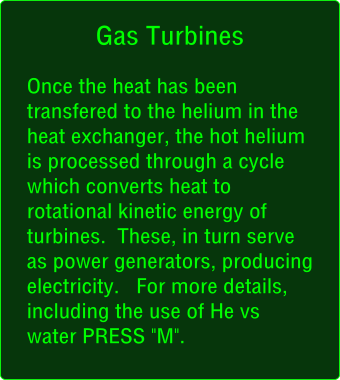 Gas Turbines
Once the heat has been
transfered to the helium in the
heat exchanger, the hot helium
is processed through a cycle
which converts heat to
rotational kinetic energy of
turbines.  These, in turn serve
as power generators, producing
electricity.   For more details,
including the use of He vs
water PRESS "M".